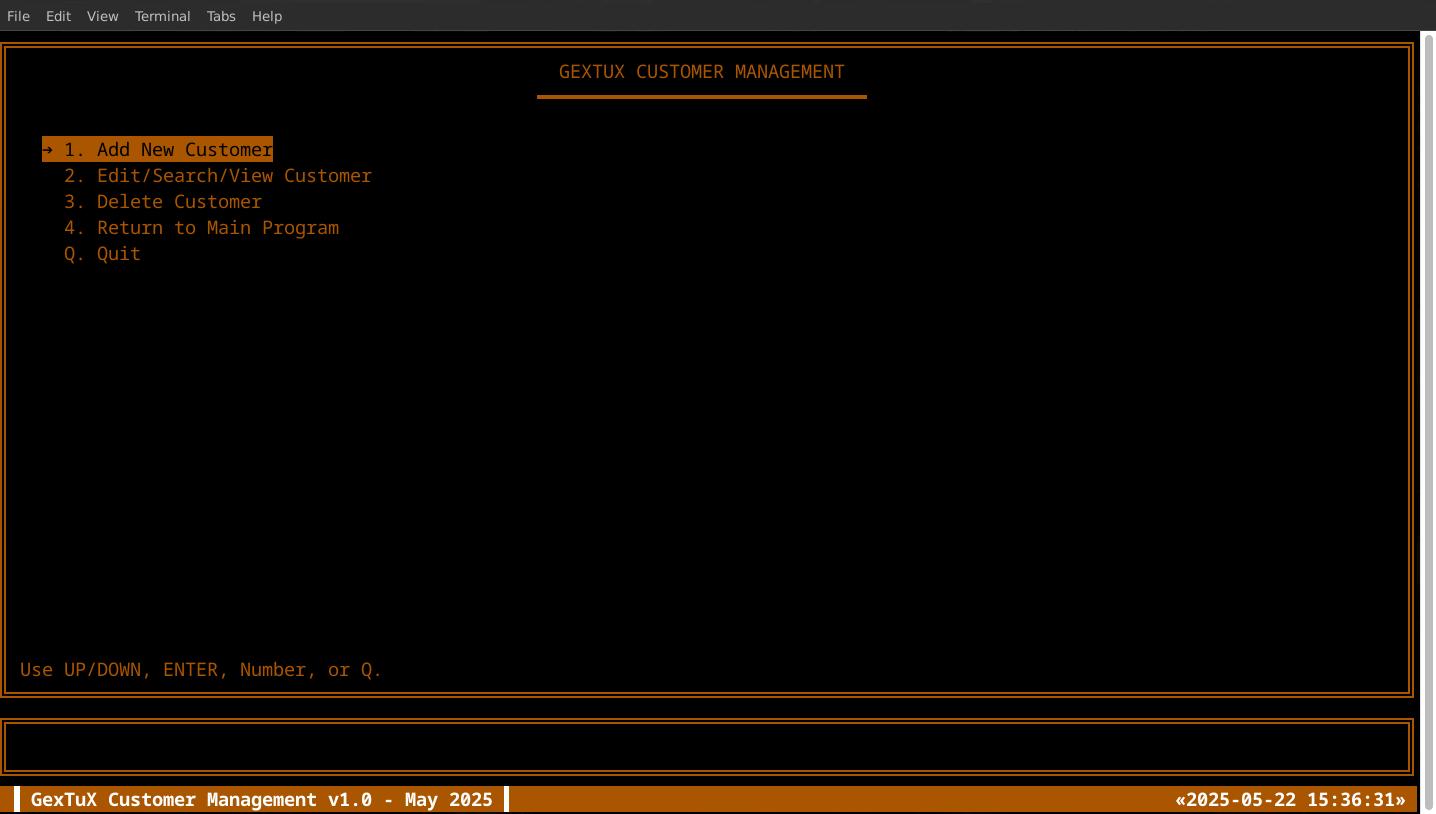 File Edit View Terminal Tabs Help
GEXTUX CUSTOMER MANAGEMENT
→ 1. Add New Customer
2. Edit/Search/View Customer
3. Delete Customer
4. Return to Main Program
Q. Quit
Use UP/DOWN, ENTER, Number, or Q.
GexTuX Customer Management v1.0 - May 2025 «2025-05-22 15:36:31»